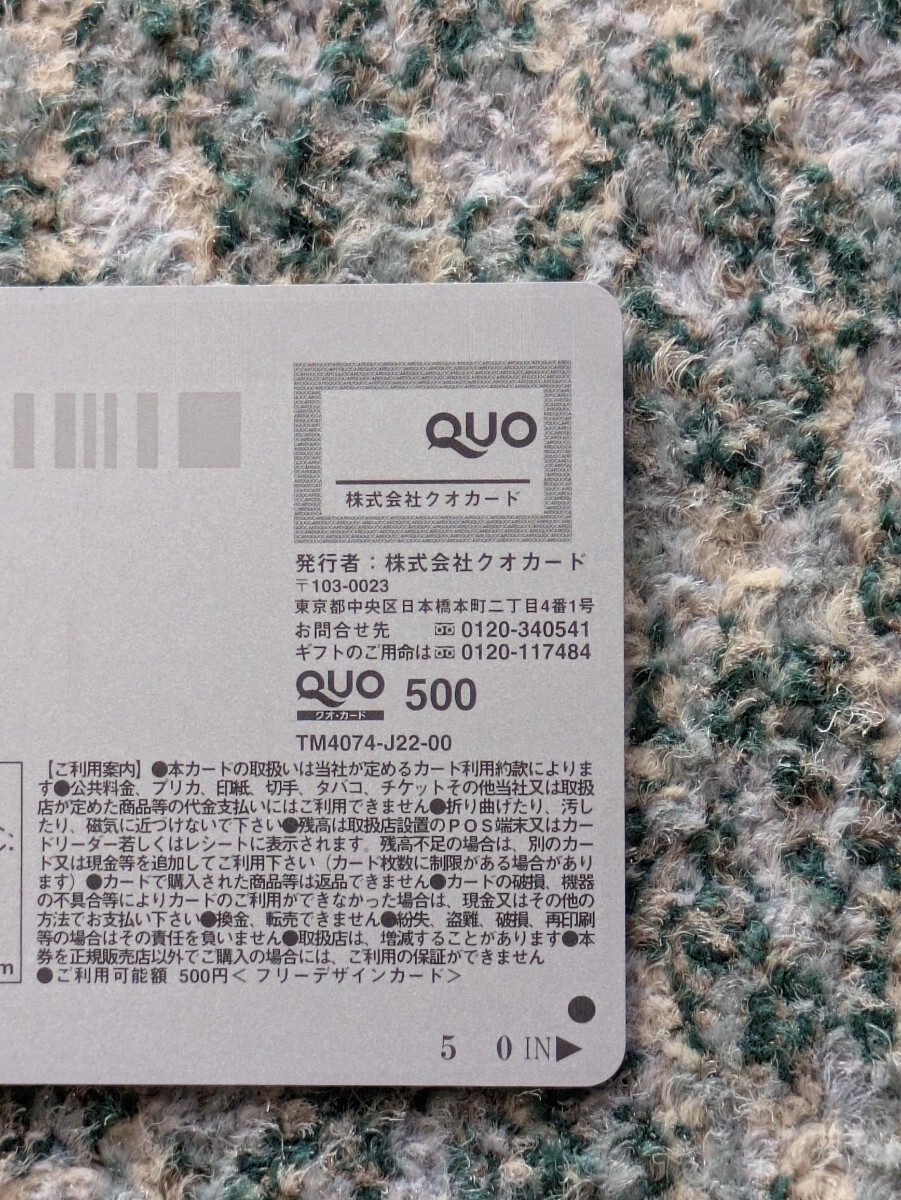 QUO
株式会社クオカード
発行者：株式会社クオカード
〒103-0023
東京都中央区日本橋本町二丁目4番1号
お問合せ先 0120-340541
ギフトのご用命は 0120-117484
QUO 500
クオ・カード
TM4074-J22-00
【ご利用案内】●本カードの取扱いは当社が定めるカード利用約款によりま
す●公共料金、プリカ、印紙、切手、タバコ、チケットその他当社又は取扱
店が定めた商品等の代金支払いにはご利用できません●折り曲げたり、汚し
たり、磁気に近づけないで下さい●残高は取扱店設置のPOS端末又はカー
ドリーダー若しくはレシートに表示されます。残高不足の場合は、別のカー
ド又は現金等を追加してご利用下さい（カード枚数に制限がある場合があり
ます）●カードで購入された商品等は返品できません●カードの破損、機器
の不具合等によりカードのご利用ができなかった場合は、現金又はその他の
方法でお支払い下さい●換金、転売できません●紛失、盗難、破損、再印刷
等の場合はその責任を負いません●取扱店は、増減することがあります●本
券を正規販売店以外でご購入の場合には、ご利用の保証ができません
●ご利用可能額 500円＜フリーデザインカード＞
m
5 0 IN▶